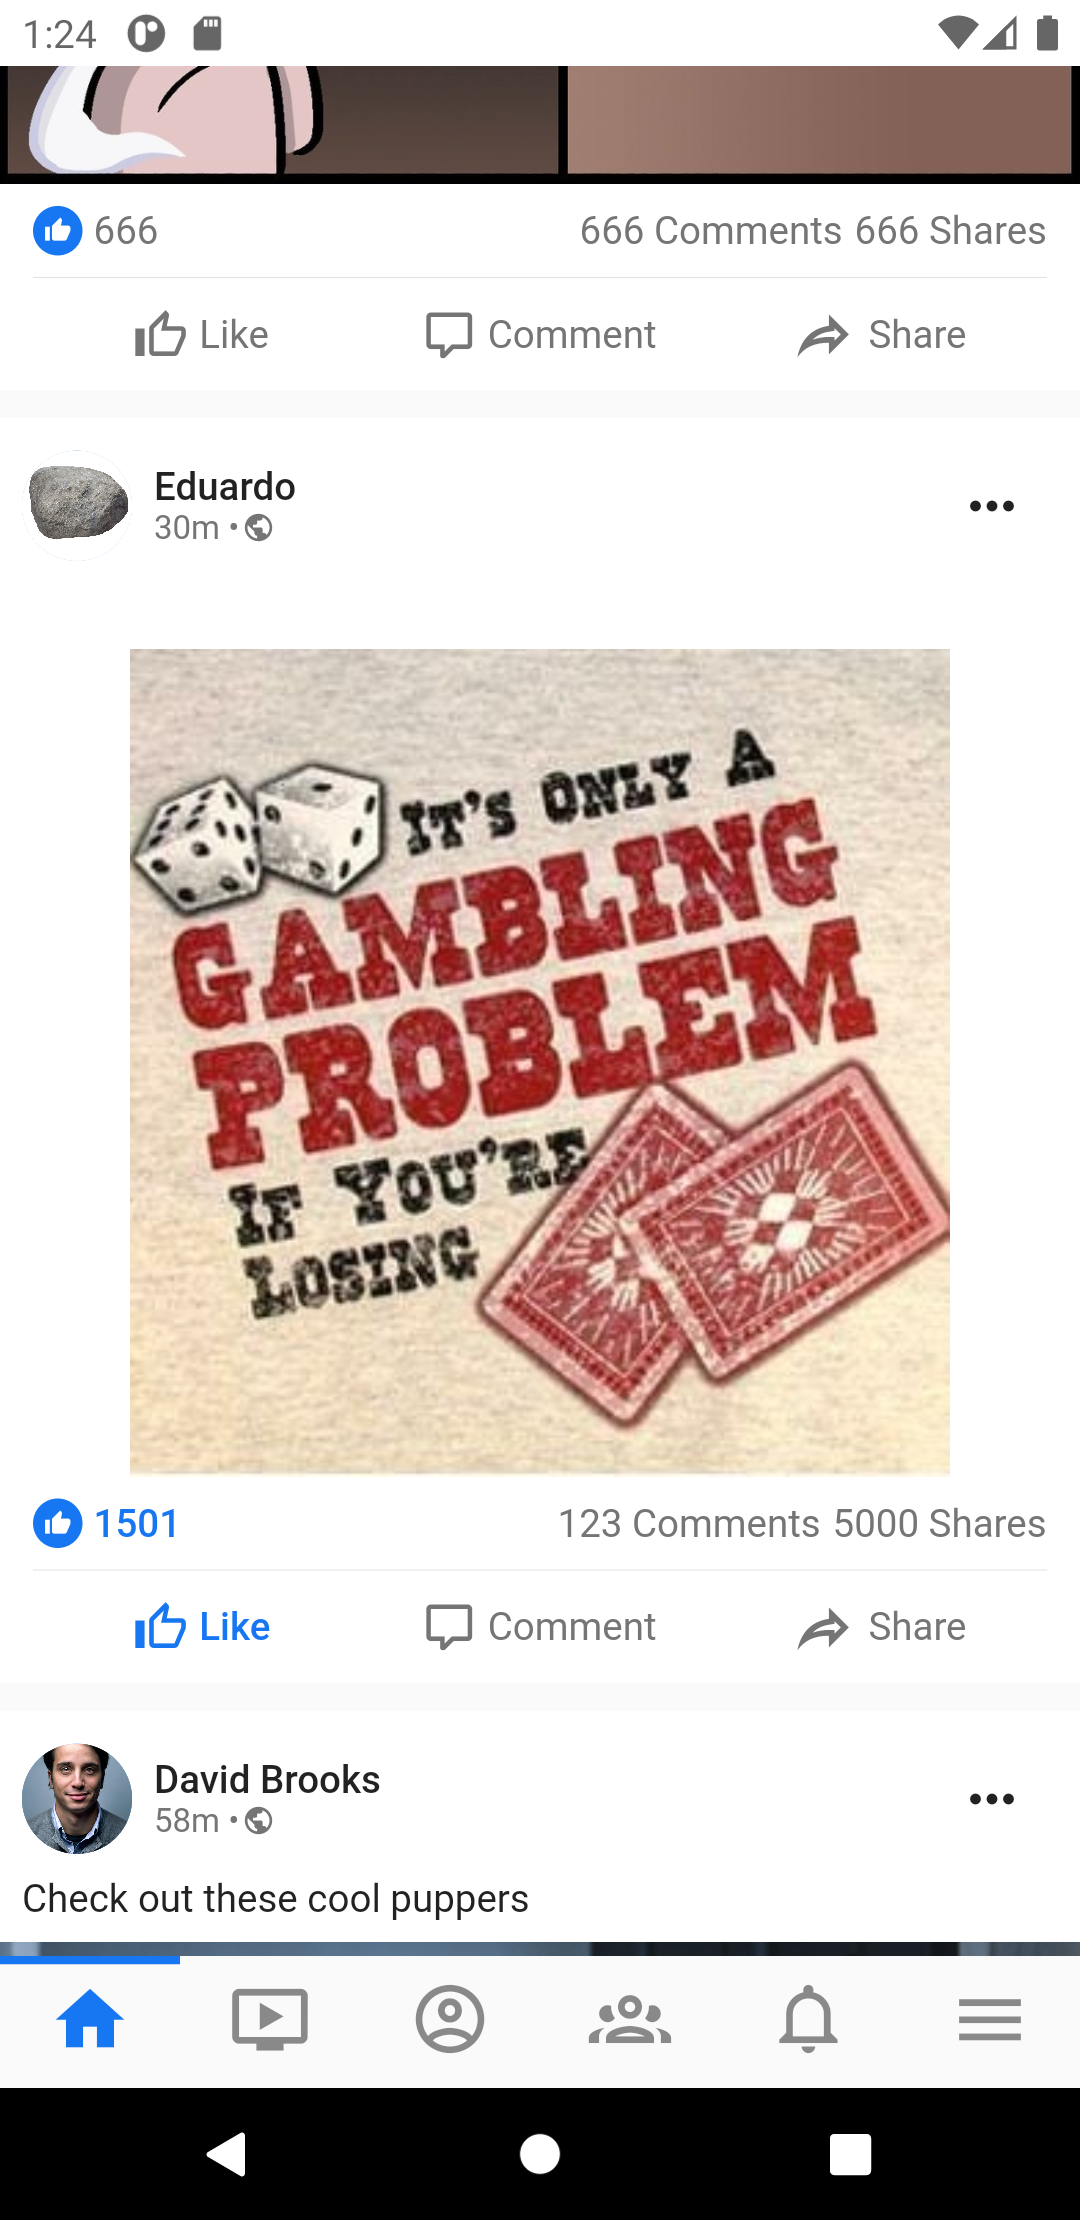 1:24
666
666 Comments 666 Shares
Like
Comment
Share
Eduardo
30m •
IT'S ONLY A
GAMBLING
PROBLEM
IF YOU'RE
LOSING
1501
123 Comments 5000 Shares
Like
Comment
Share
David Brooks
58m •
Check out these cool puppers